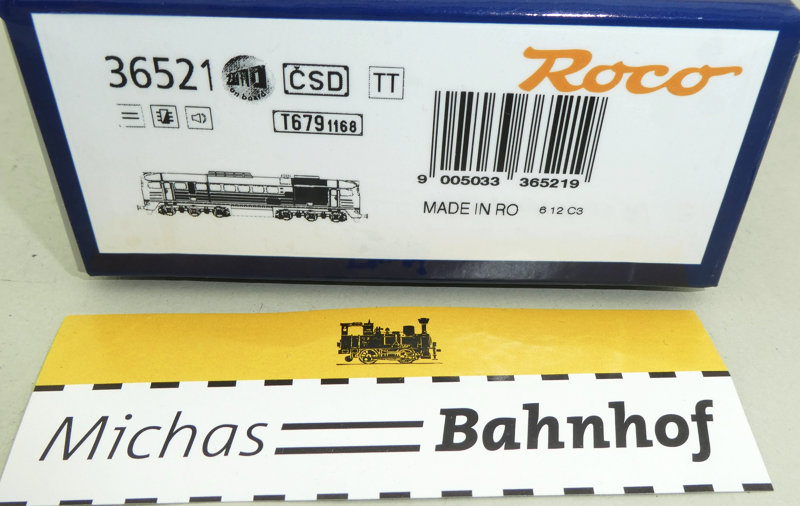 36521 ČSD TT Roco
T679 1168
9 005033 365219
MADE IN RO 6 12 C3
Michas Bahnhof